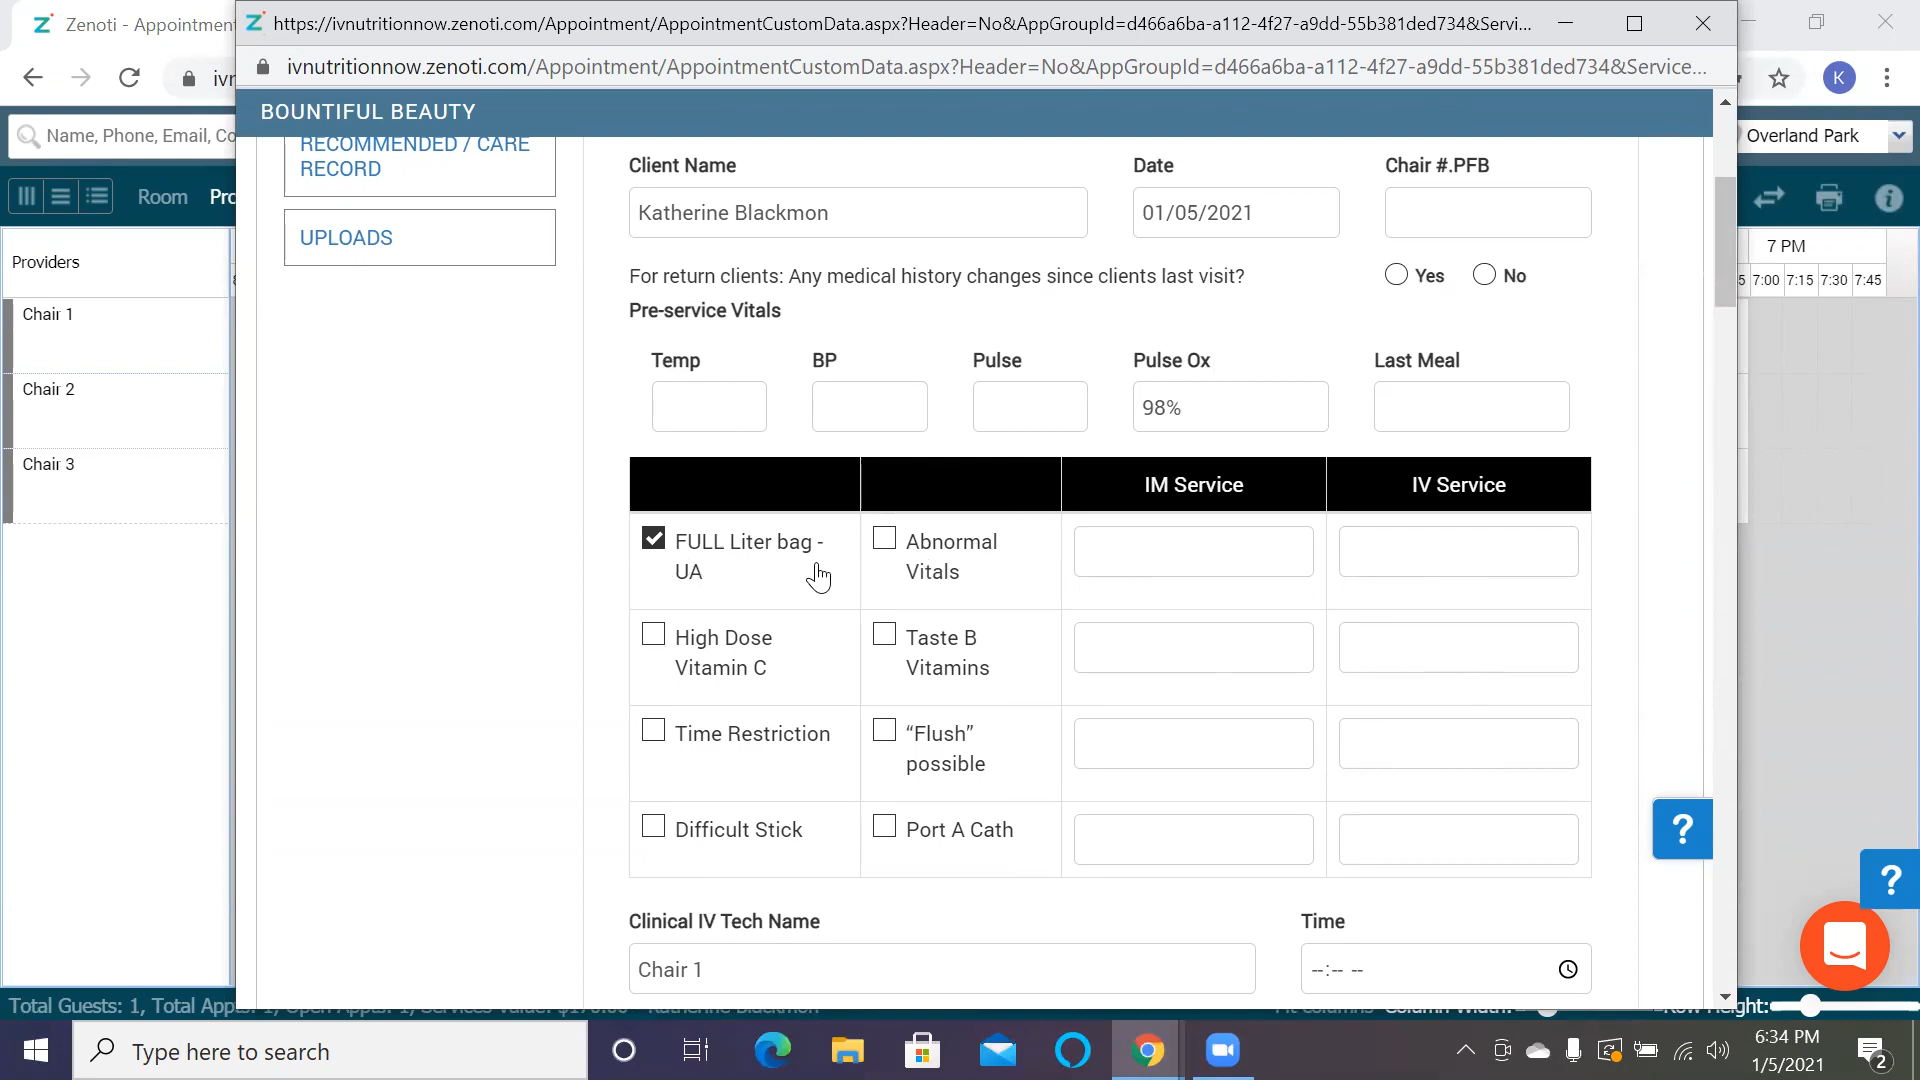 Zenoti - Appointment
https://ivnutritionnow.zenoti.com/Appointment/AppointmentCustomData.aspx?Header=No&AppGroupId=d466a6ba-a112-4f27-a9dd-55b381ded734&Servi...
ivnutritionnow.zenoti.com/Appointment/AppointmentCustomData.aspx?Header=No&AppGroupId=d466a6ba-a112-4f27-a9dd-55b381ded734&Service...
K
BOUNTIFUL BEAUTY
Name, Phone, Email, Co
Overland Park
Room
Pro
RECOMMENDED / CARE
RECORD
UPLOADS
Providers
Chair 1
Chair 2
Chair 3
7 PM
5 7:00 7:15 7:30 7:45
Client Name
Date
Chair #.PFB
Katherine Blackmon
01/05/2021
For return clients: Any medical history changes since clients last visit?
Yes
No
Pre-service Vitals
Temp
BP
Pulse
Pulse Ox
Last Meal
98%
IM Service
IV Service
FULL Liter bag -
UA
Abnormal
Vitals
High Dose
Vitamin C
Taste B
Vitamins
Time Restriction
“Flush”
possible
Difficult Stick
Port A Cath
Clinical IV Tech Name
Time
Chair 1
--:-- --
?
?
Total Guests: 1, Total App
Type here to search
6:34 PM
1/5/2021
2